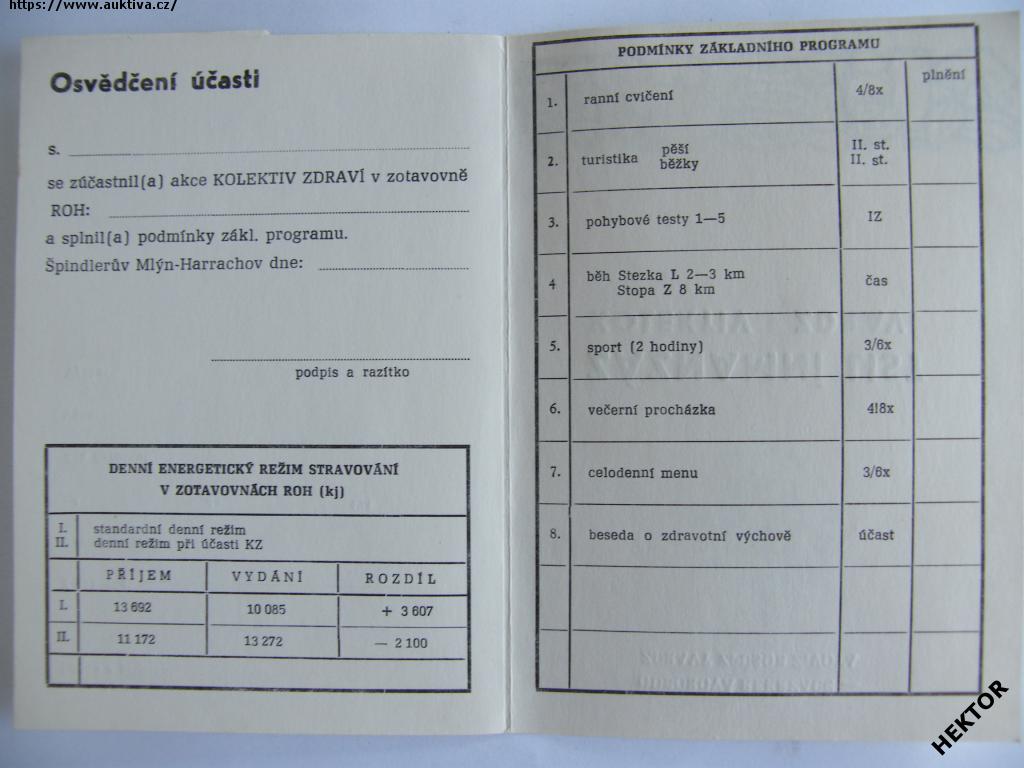 https://www.auktiva.cz/
Osvědčení účasti
s.
se zúčastnil(a) akce KOLEKTIV ZDRAVÍ v zotavovně
ROH:
a splnil(a) podmínky zákl. programu.
Špindlerův Mlýn-Harrachov dne:
podpis a razítko
DENNÍ ENERGETICKÝ REŽIM STRAVOVÁNÍ
V ZOTAVOVNÁCH ROH (kj)
I. standardní denní režim
II. denní režim při účasti KZ
PŘÍJEM VYDÁNÍ ROZDÍL
I. 13 692 10 085 + 3 607
II. 11 172 13 272 — 2 100
PODMÍNKY ZÁKLADNÍHO PROGRAMU
plnění
1. ranní cvičení 4/8x
2. turistika pěší II. st.
běžky II. st.
3. pohybové testy 1—5 IZ
4 běh Stezka L 2—3 km čas
Stopa Z 8 km
5. sport (2 hodiny) 3/6x
6. večerní procházka 4!8x
7. celodenní menu 3/6x
8. beseda o zdravotní výchově účast
HEKTOR